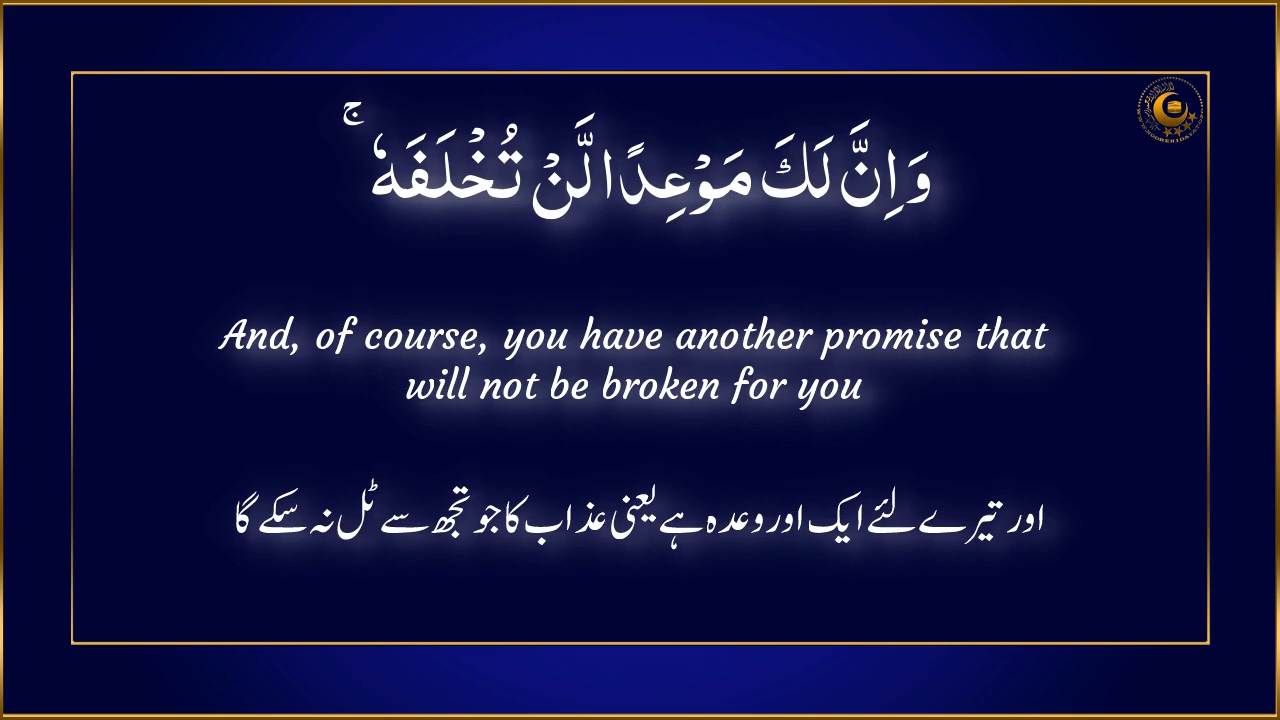 وَاِنَّ لَكَ مَوْعِدًا لَّنْ تُخْلَفَهٗ ۚ
And, of course, you have another promise that
will not be broken for you
اور تیرے لئے ایک اور وعدہ ہے یعنی عذاب کا جو تجھ سے ٹل نہ سکے گا